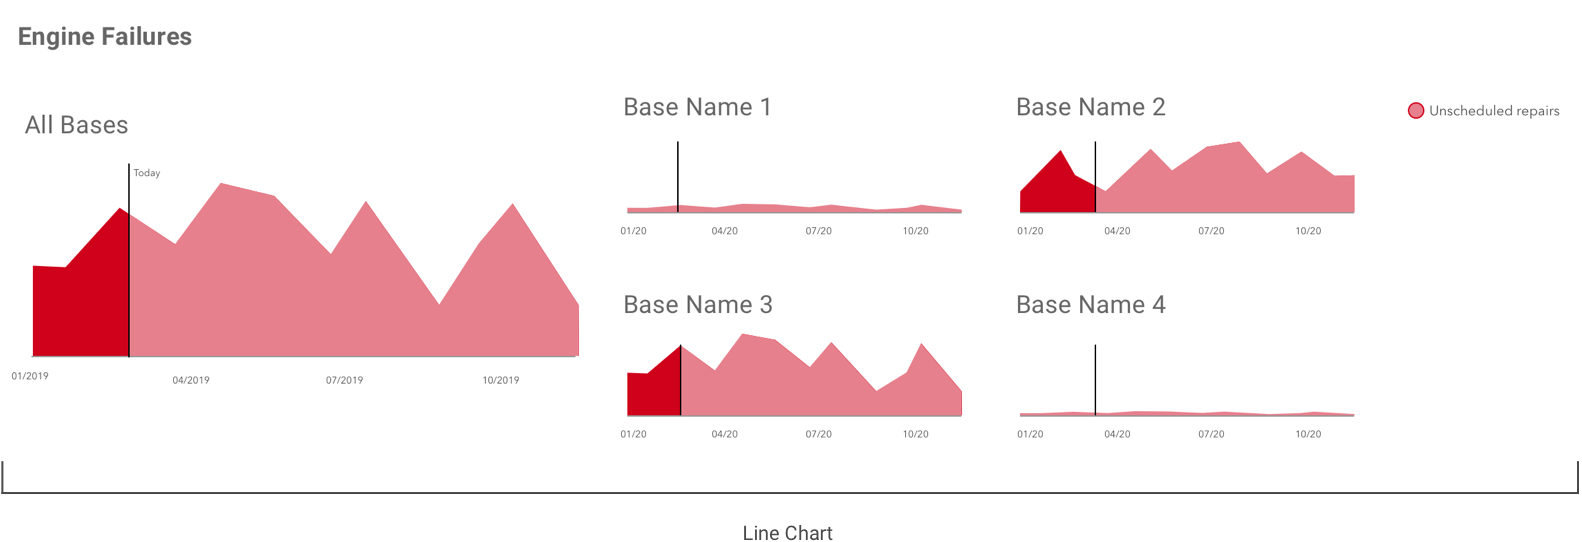 Engine Failures
All Bases
Today
01/2019
04/2019
07/2019
10/2019
Base Name 1
01/20
04/20
07/20
10/20
Base Name 2
01/20
04/20
07/20
10/20
Unscheduled repairs
Base Name 3
01/20
04/20
07/20
10/20
Base Name 4
01/20
04/20
07/20
10/20
Line Chart